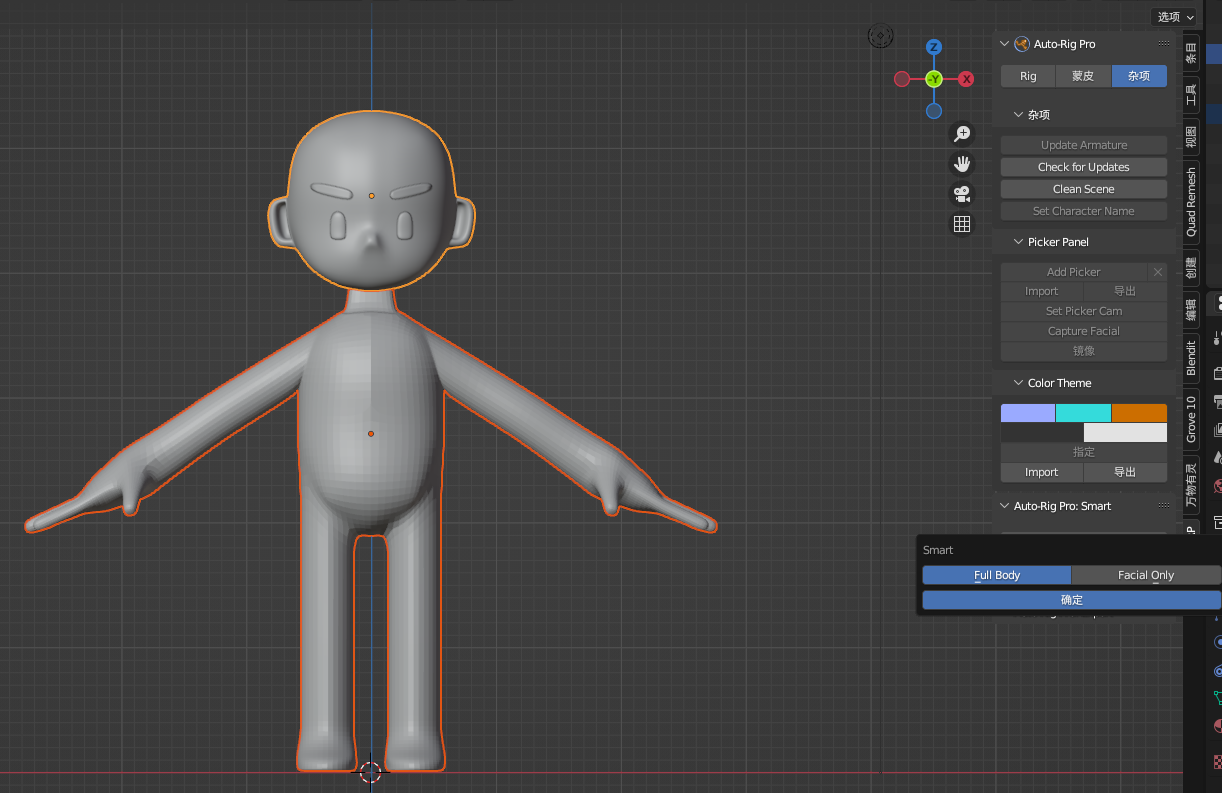 选项
Auto-Rig Pro
Rig 蒙皮 杂项
杂项
Update Armature
Check for Updates
Clean Scene
Set Character Name
Picker Panel
Add Picker
Import 导出
Set Picker Cam
Capture Facial
镜像
Color Theme
指定
Import 导出
Auto-Rig Pro: Smart
Smart
Full Body Facial Only
确定
Z
-Y
X
条目
工具
视图
Quad Remesh
创建
编辑
Blendit
Grove 10
万物有灵